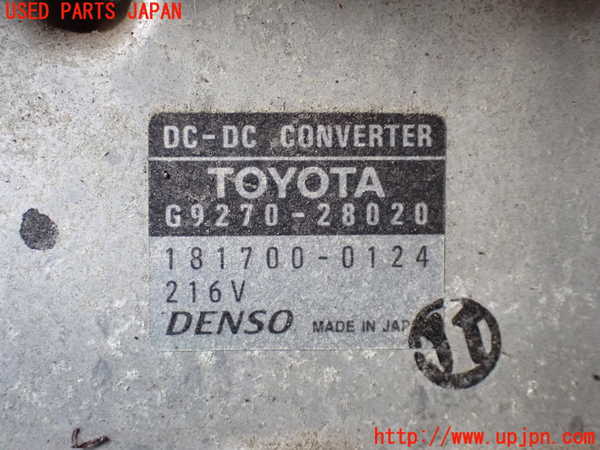 USED PARTS JAPAN
DC-DC CONVERTER
TOYOTA
G9270-28020
181700-0124
216V
DENSO MADE IN JAP
http://www.upjpn.com